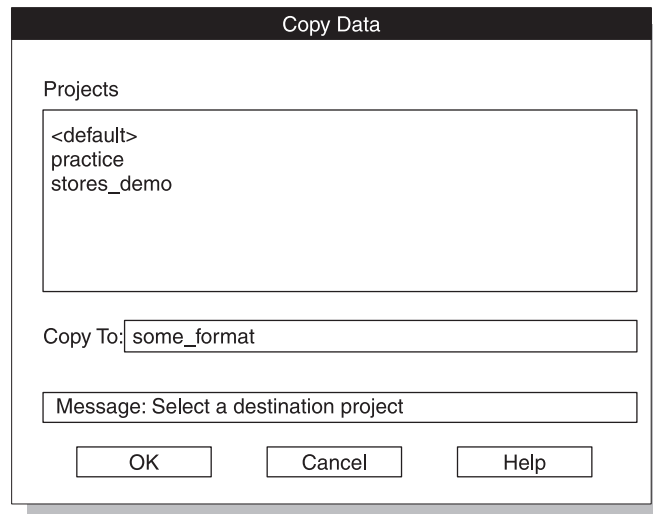 Copy Data
Projects
<default>
practice
stores_demo
Copy To: some_format
Message: Select a destination project
OK Cancel Help